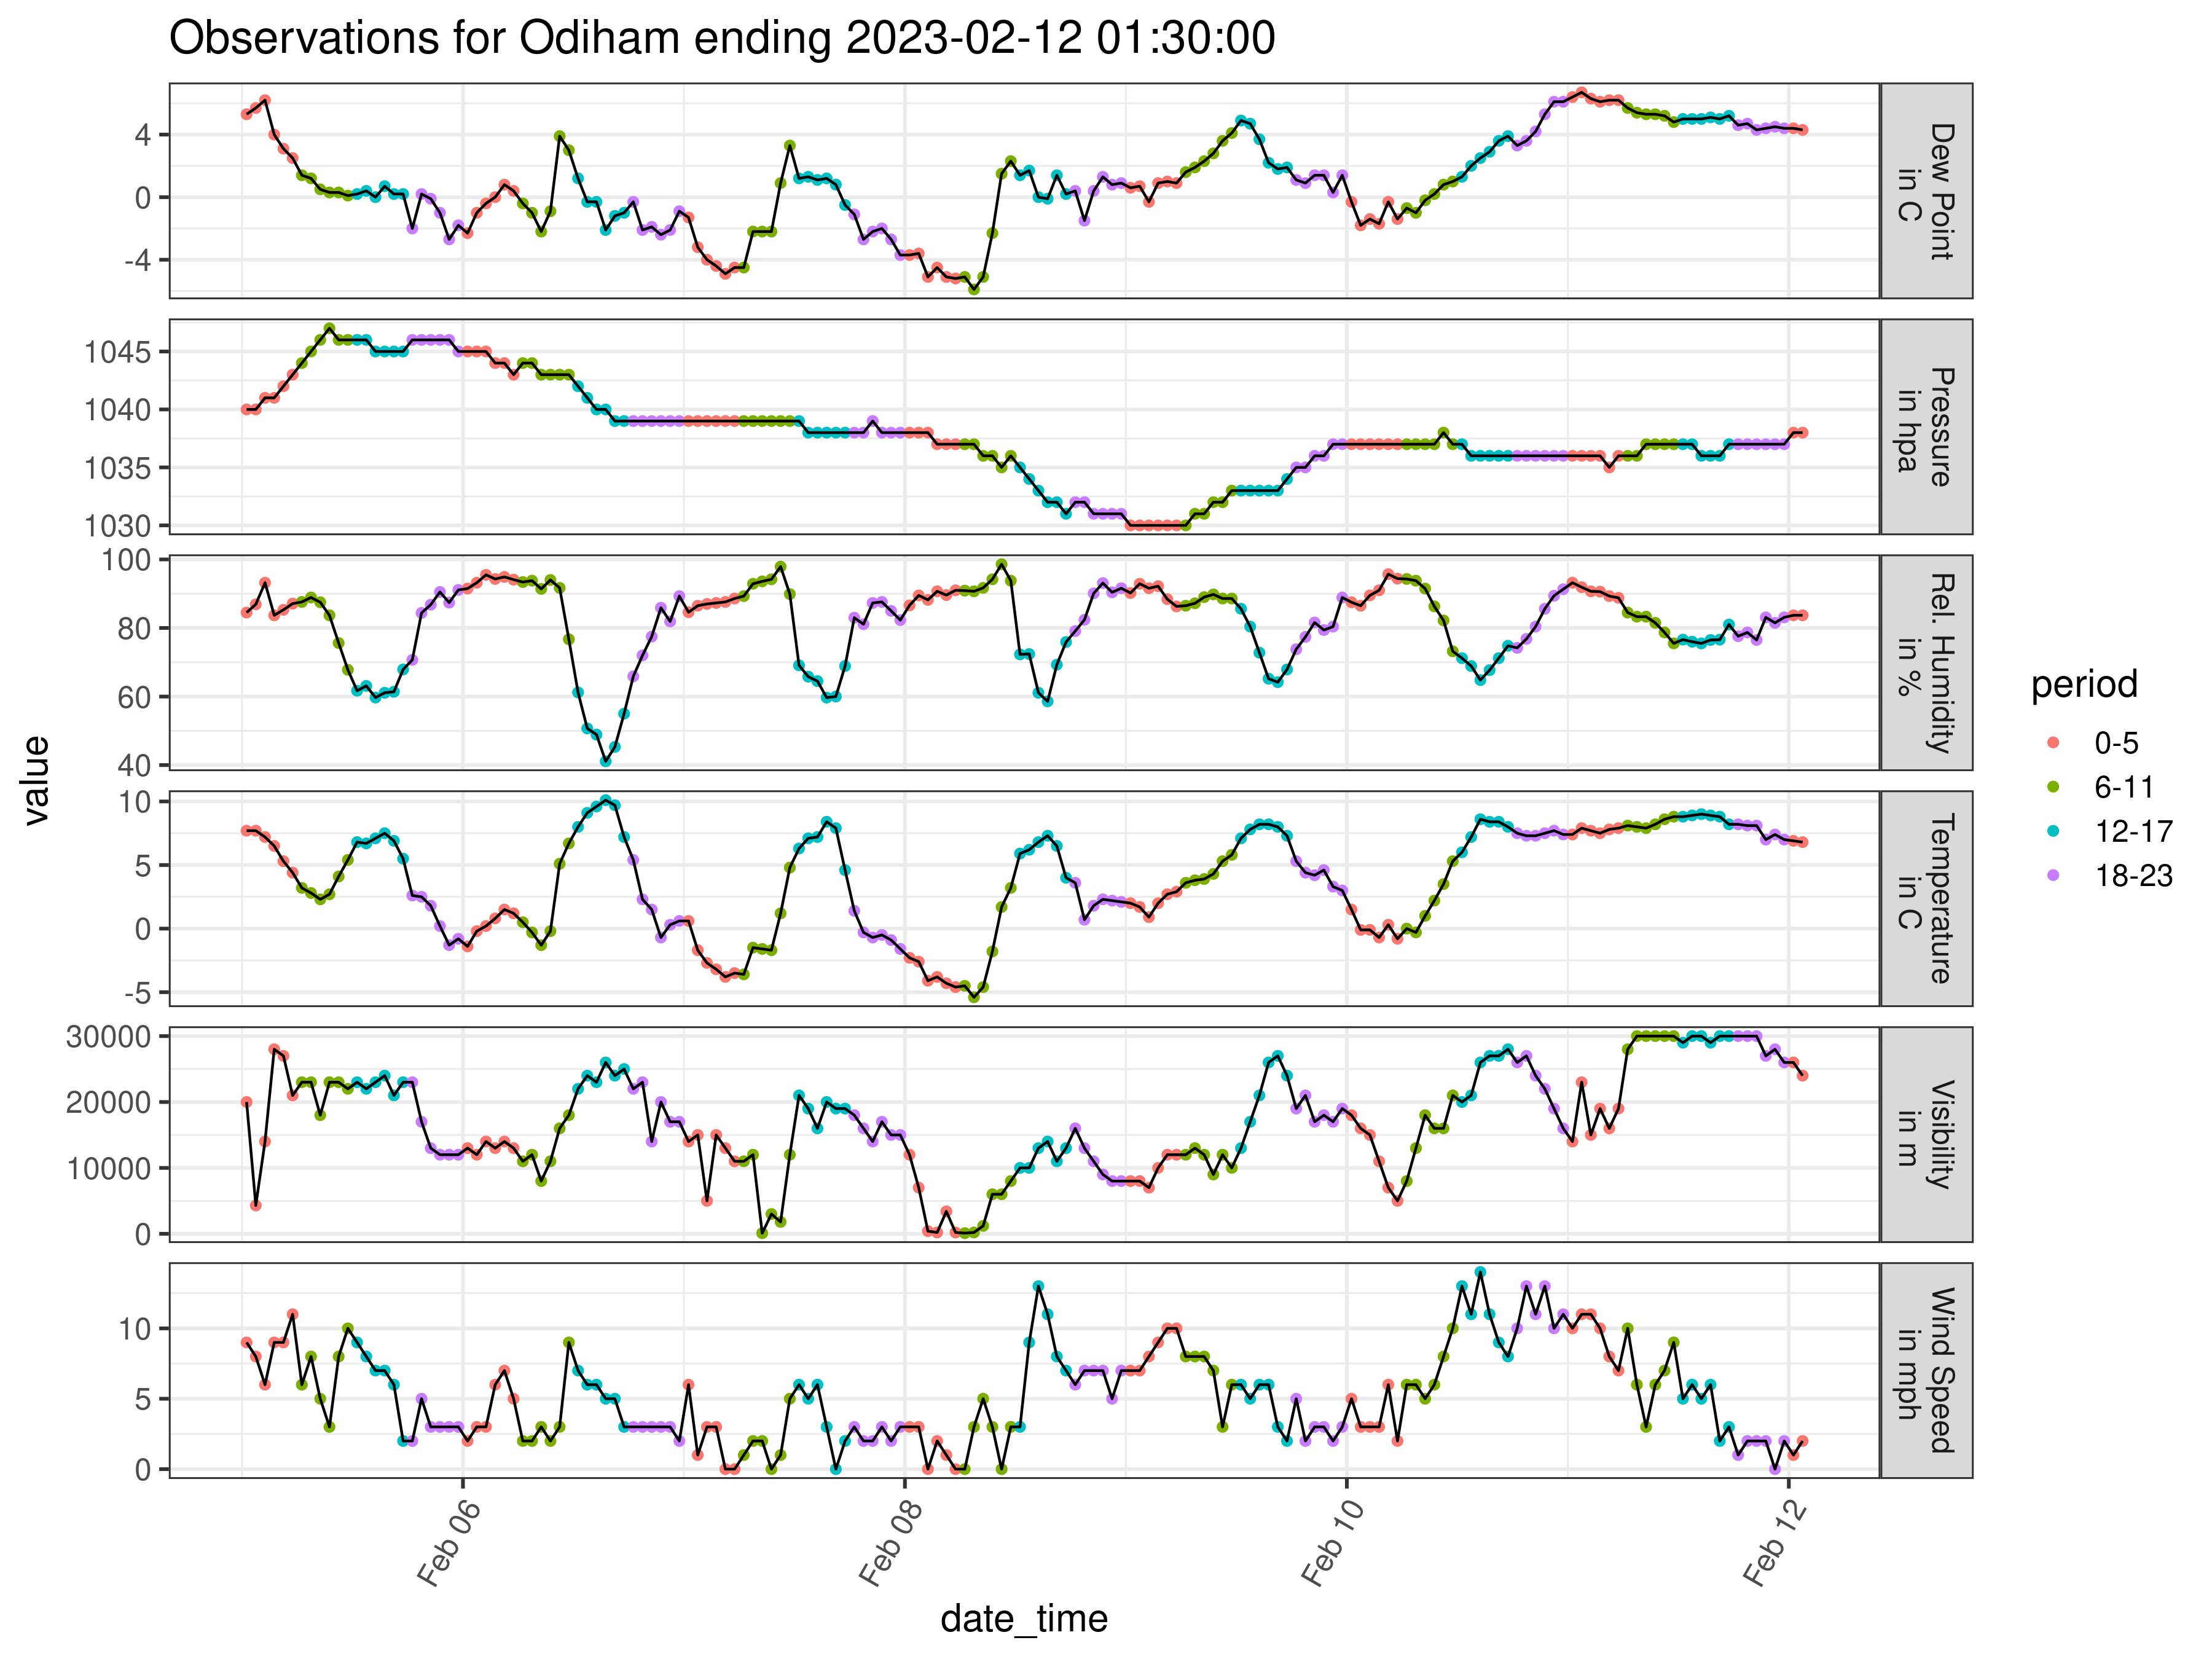 Observations for Odiham ending 2023-02-12 01:30:00
value
4
0
-4
Dew Point
in C
1045
1040
1035
1030
Pressure
in hpa
100
80
60
40
Rel. Humidity
in %
10
5
0
-5
Temperature
in C
30000
20000
10000
0
Visibility
in m
10
5
0
Wind Speed
in mph
Feb 06
Feb 08
Feb 10
Feb 12
date_time
period
0-5
6-11
12-17
18-23